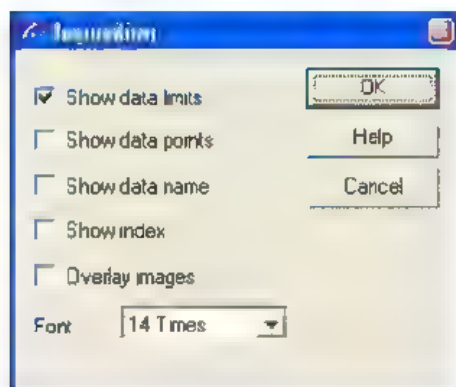 Show data limits
OK
Show data points
Help
Show data name
Cancel
Show index
Overlay images
Font
14 Times